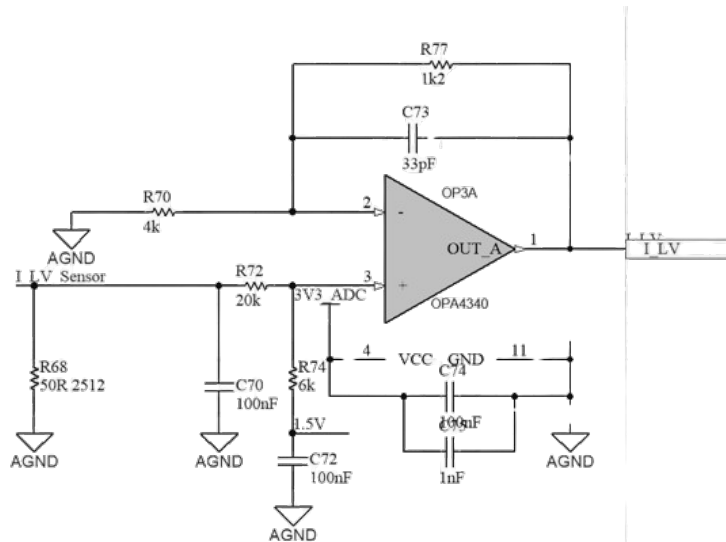 R77
1k2
C73
33pF
OP3A
R70
4k
2
-
OUT_A
1
I_LV
AGND
I_LV_Sensor
R72
20k
3V3_ADC
3
+
OPA4340
R68
50R 2512
C70
100nF
R74
6k
4
VCC
GND
11
C74
100nF
C75
1nF
1.5V
C72
100nF
AGND
AGND
AGND
AGND